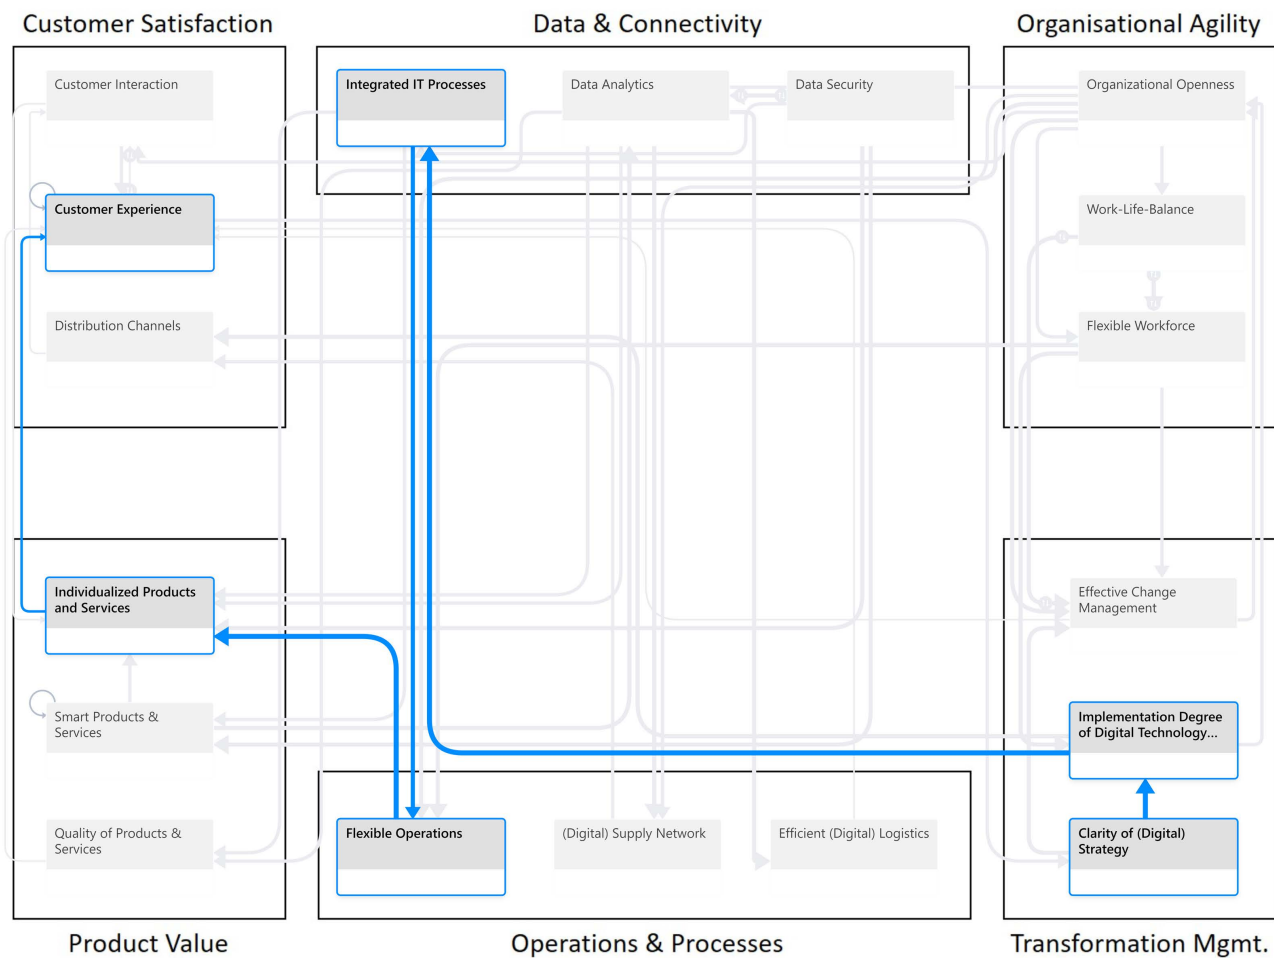 Customer Satisfaction
Data & Connectivity
Organisational Agility
Customer Interaction
Integrated IT Processes
Data Analytics
Data Security
Organizational Openness
Customer Experience
Work-Life-Balance
Distribution Channels
Flexible Workforce
Individualized Products
and Services
Effective Change
Management
Smart Products &
Services
Implementation Degree
of Digital Technology...
Quality of Products &
Services
Flexible Operations
(Digital) Supply Network
Efficient (Digital) Logistics
Clarity of (Digital)
Strategy
Product Value
Operations & Processes
Transformation Mgmt.